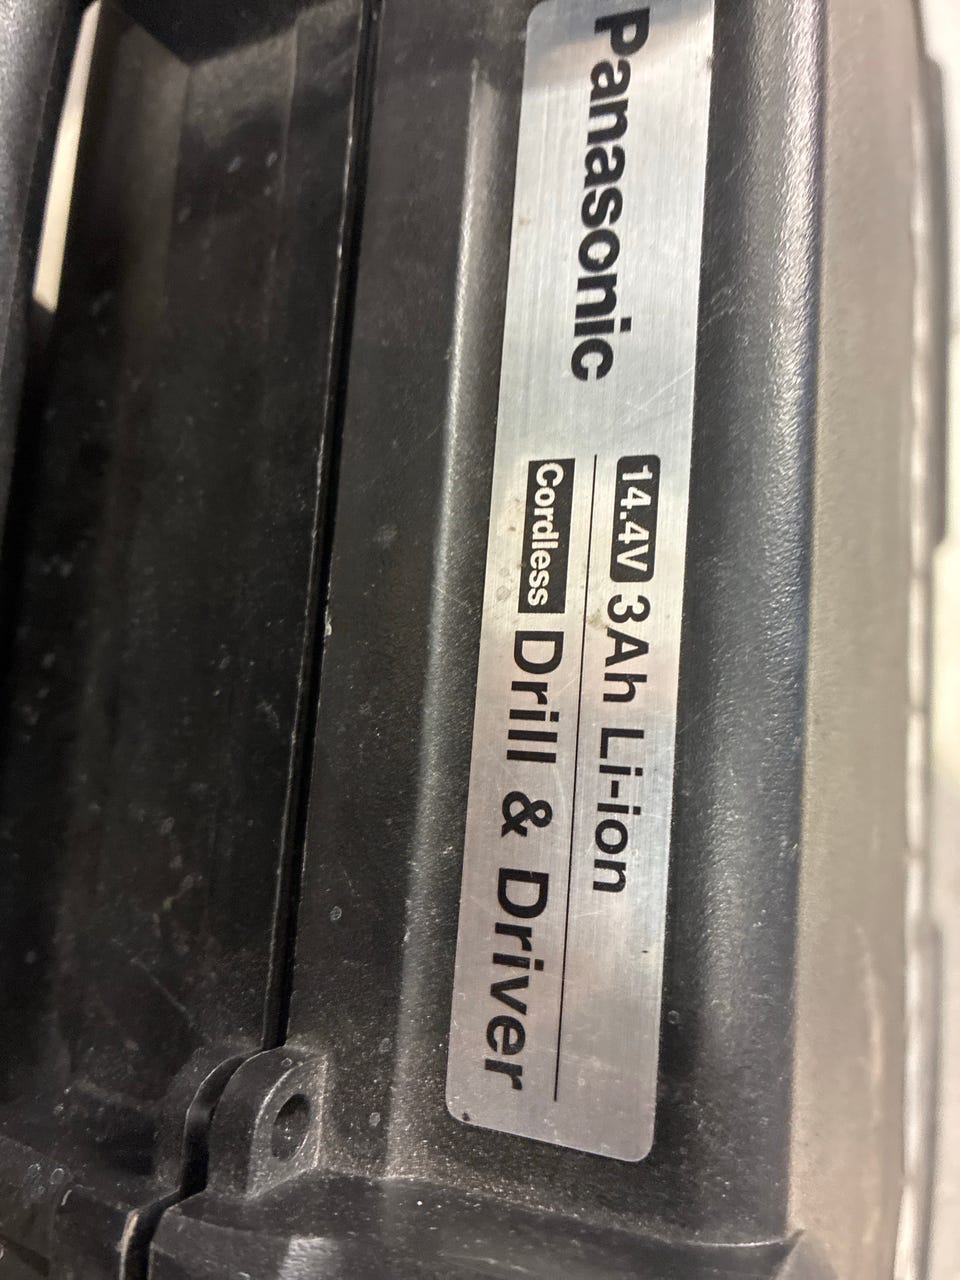 Panasonic
14.4V 3Ah Li-ion
Cordless Drill & Driver